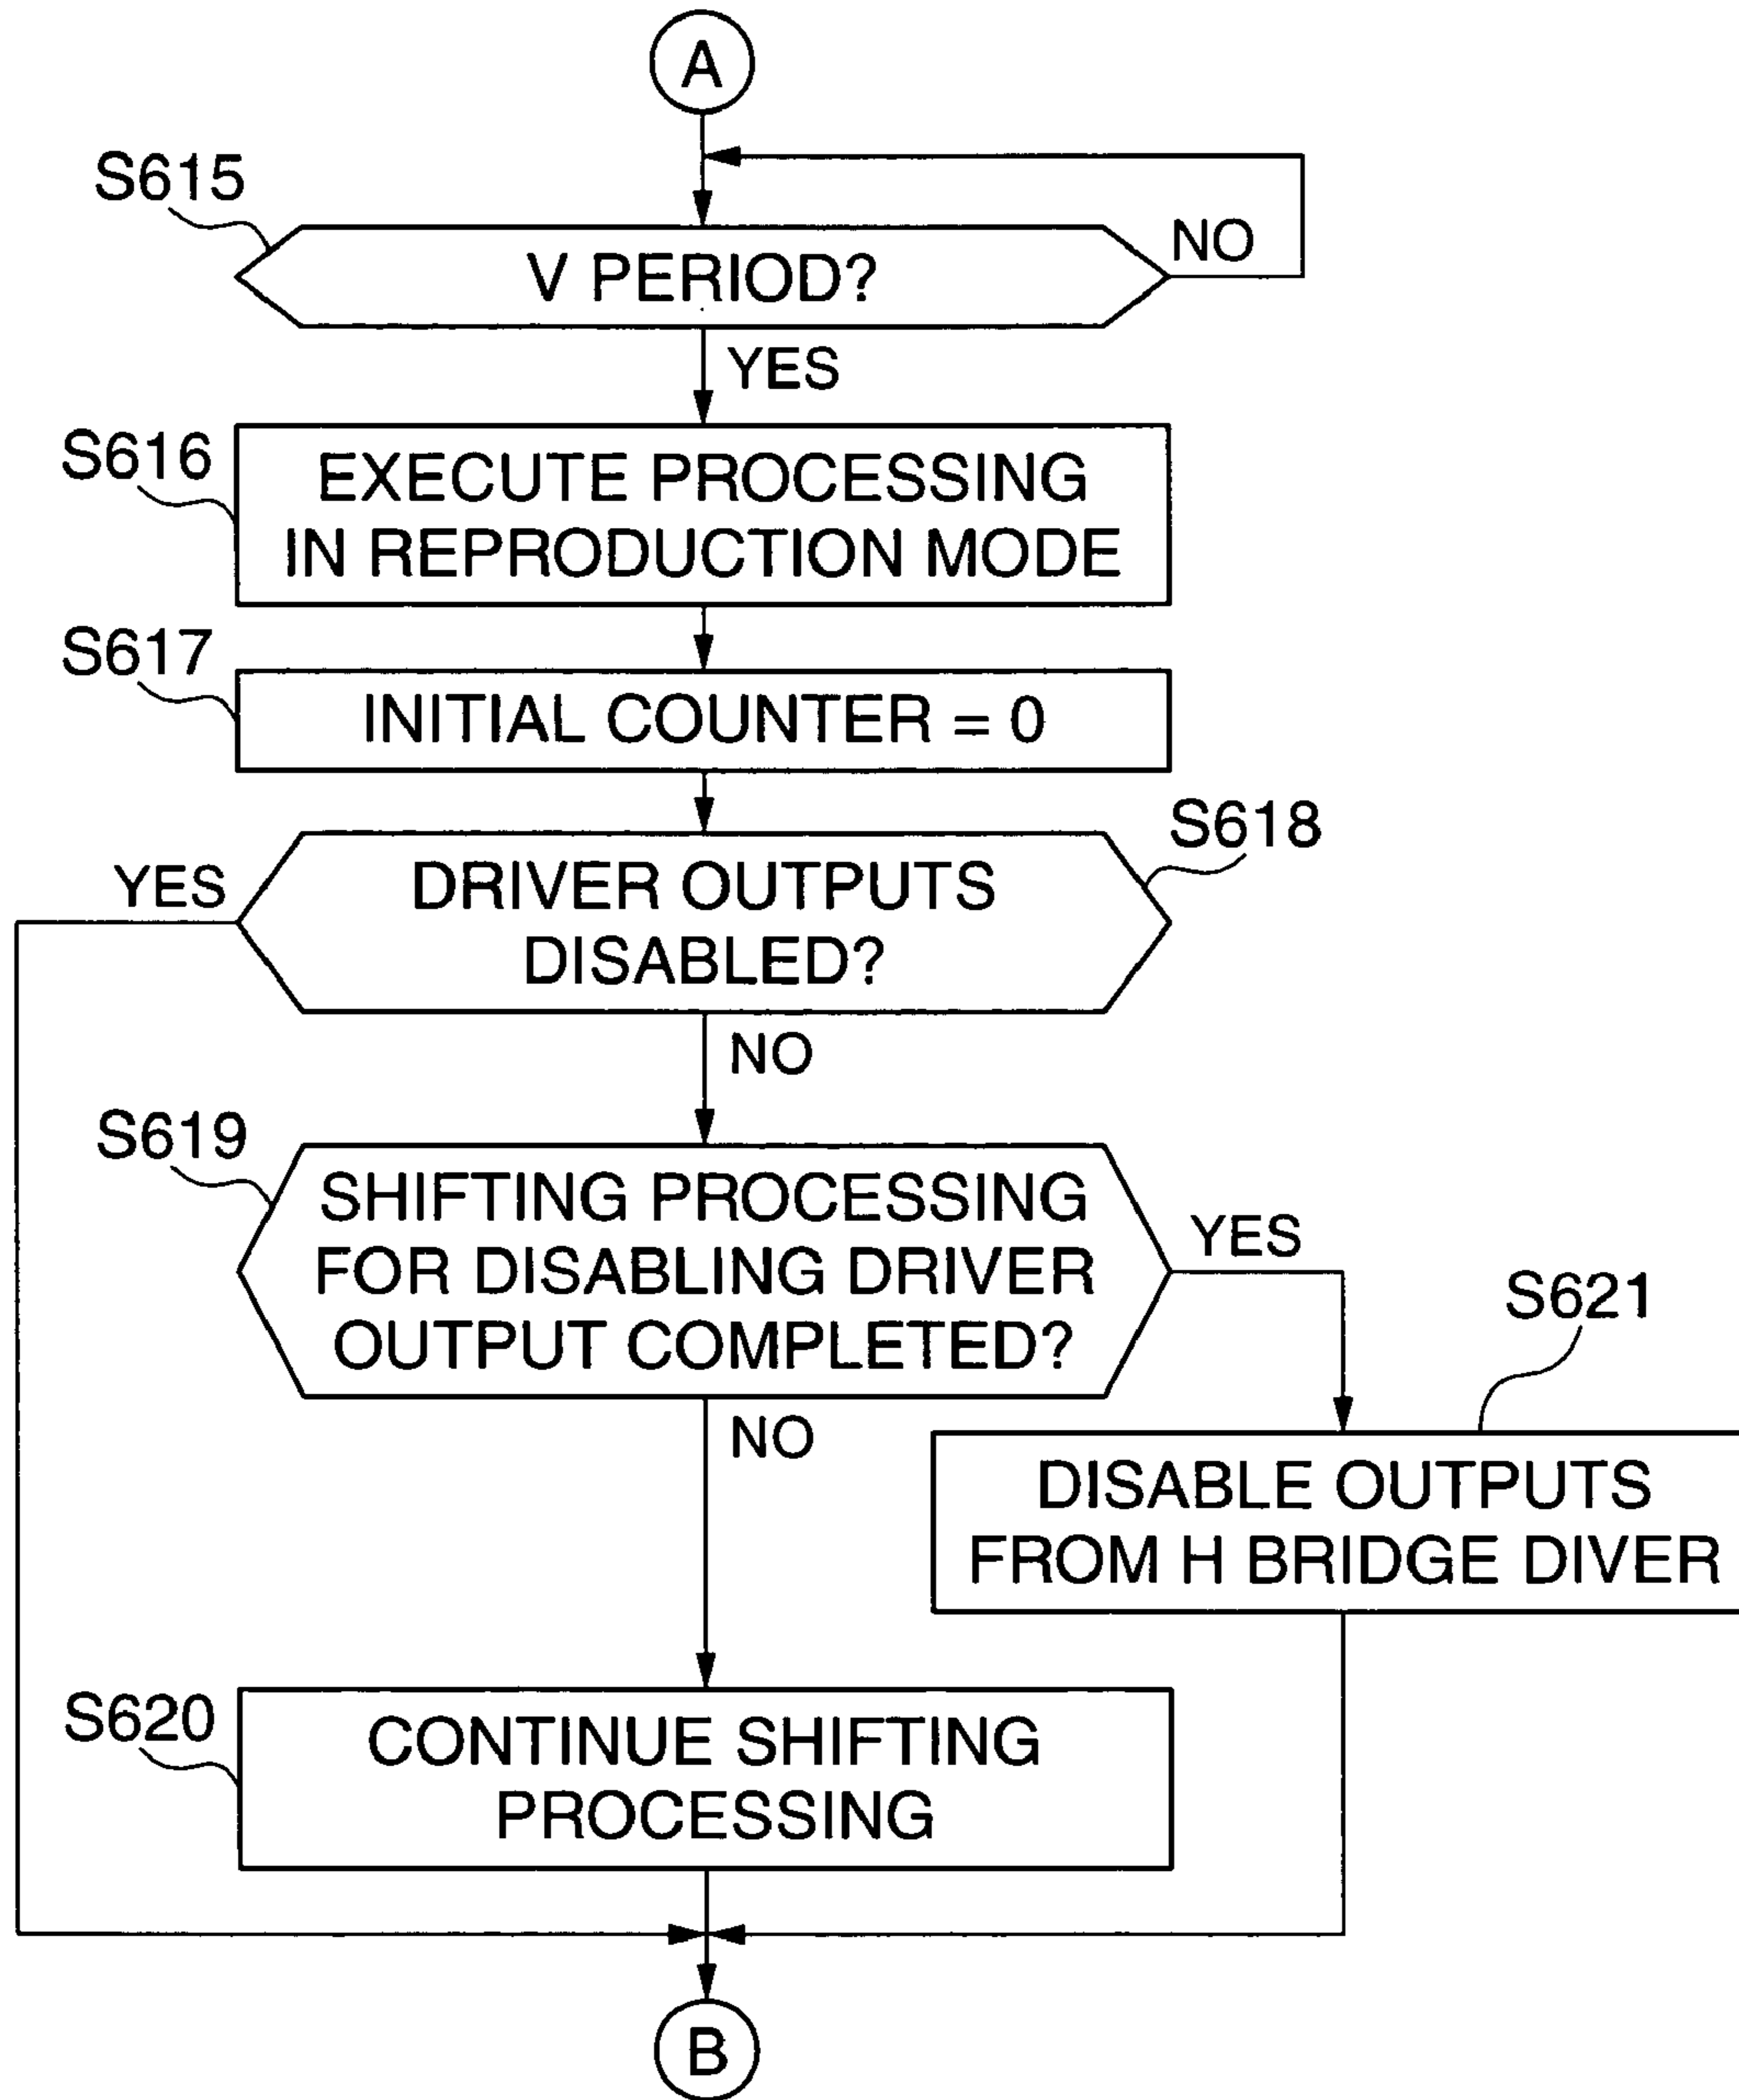 A
S615
V PERIOD?
NO
YES
S616
EXECUTE PROCESSING
IN REPRODUCTION MODE
S617
INITIAL COUNTER = 0
S618
YES
DRIVER OUTPUTS
DISABLED?
NO
S619
SHIFTING PROCESSING
FOR DISABLING DRIVER
OUTPUT COMPLETED?
YES
S621
NO
DISABLE OUTPUTS
FROM H BRIDGE DIVER
S620
CONTINUE SHIFTING
PROCESSING
B